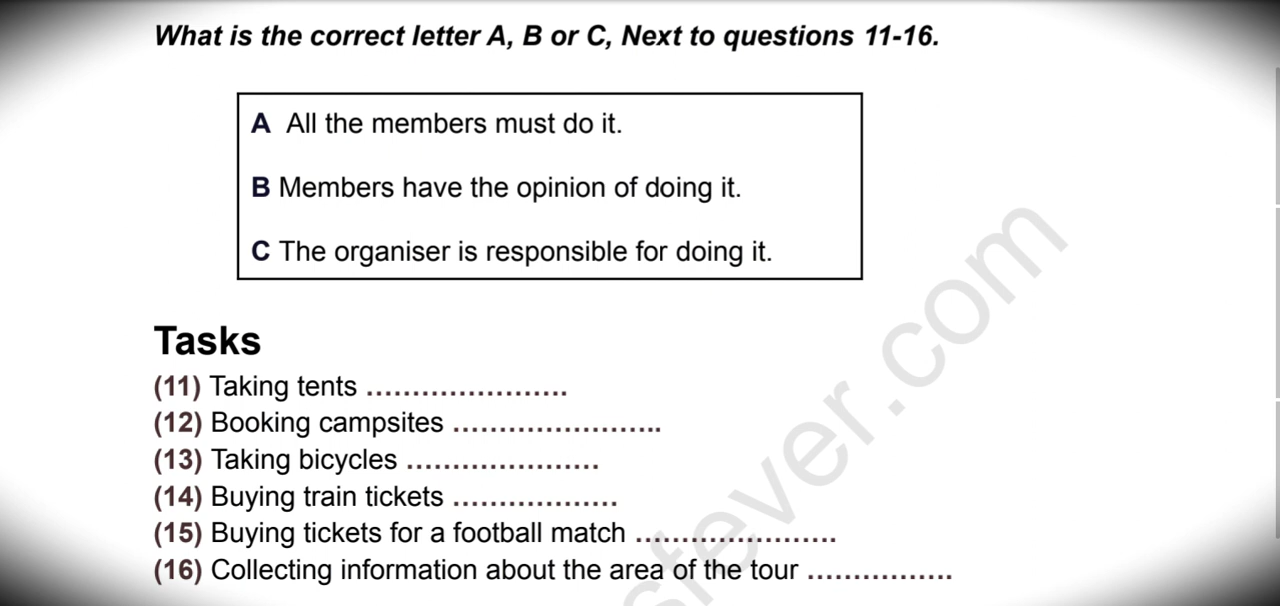 What is the correct letter A, B or C, Next to questions 11-16.
A All the members must do it.
B Members have the opinion of doing it.
C The organiser is responsible for doing it.
Tasks
(11) Taking tents ......................
(12) Booking campsites .......................
(13) Taking bicycles .....................
(14) Buying train tickets ..................
(15) Buying tickets for a football match ......................
(16) Collecting information about the area of the tour ................